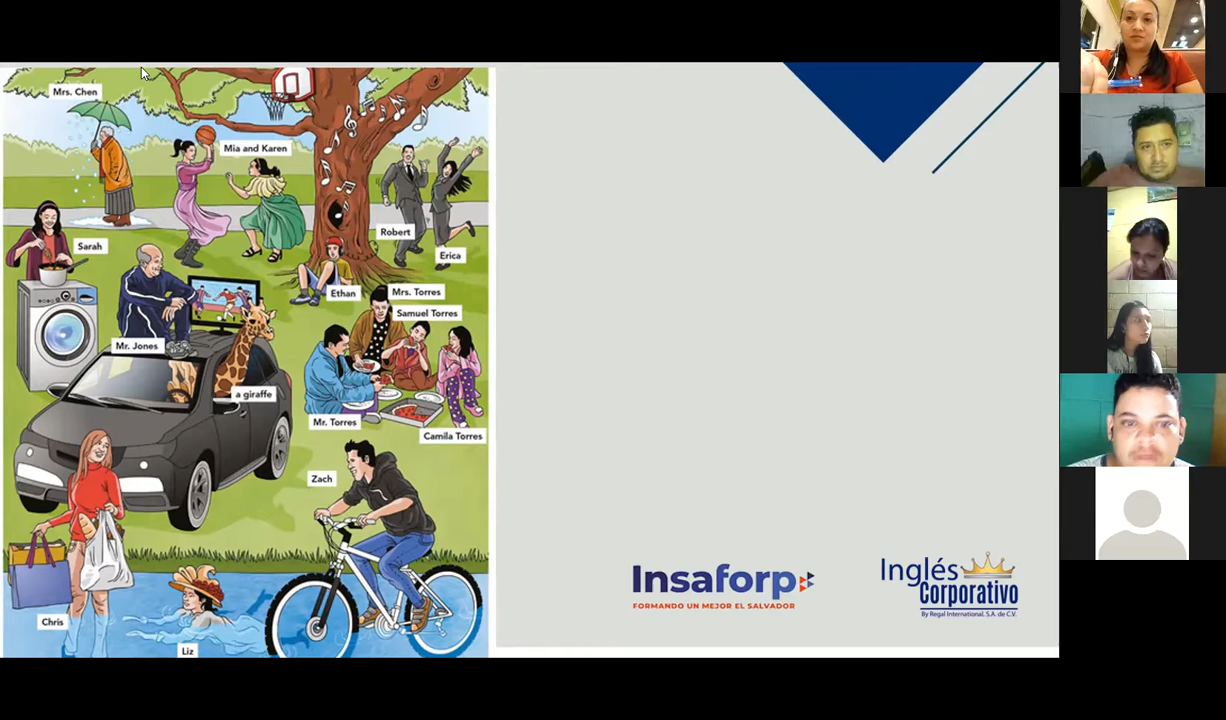 Mrs. Chen
Mia and Karen
Robert
Sarah
Erica
Ethan
Mrs. Torres
Samuel Torres
Mr. Jones
a giraffe
Mr. Torres
Camila Torres
Zach
Chris
Liz
Insaforp
FORMANDO UN MEJOR EL SALVADOR
Inglés
Corporativo
By Regal International, S.A. de C.V.